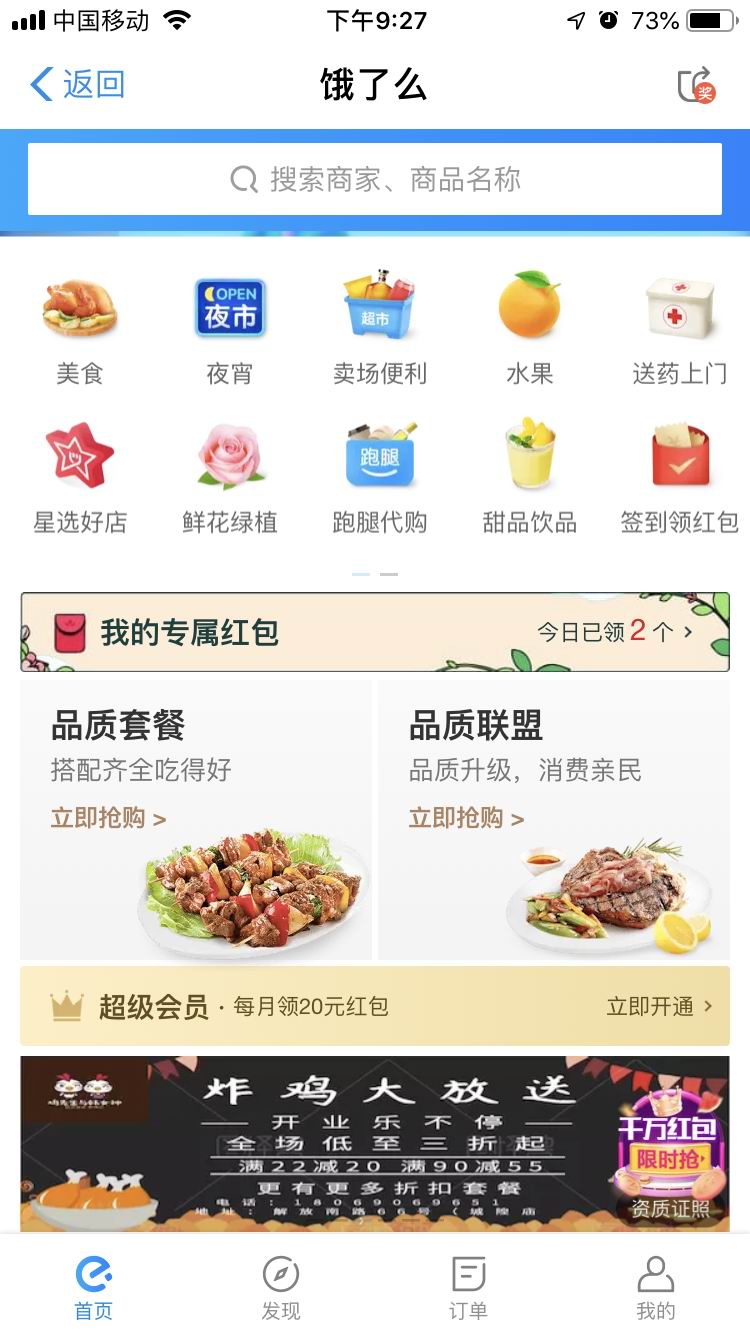 中国移动
下午9:27
73%
返回
饿了么
奖
搜索商家、商品名称
OPEN
夜市
超市
美食
夜宵
卖场便利
水果
送药上门
跑腿
星选好店
鲜花绿植
跑腿代购
甜品饮品
签到领红包
我的专属红包
今日已领 2 个 >
品质套餐
搭配齐全吃得好
立即抢购 >
品质联盟
品质升级，消费亲民
立即抢购 >
超级会员 · 每月领20元红包
立即开通 >
炸鸡大放送
开业乐不停
全场低至三折起
满22减20 满90减55
更有更多折扣套餐
电话：18069069651
地址：解放南路66号（城隍庙
千万红包
限时抢
资质证照
首页
发现
订单
我的